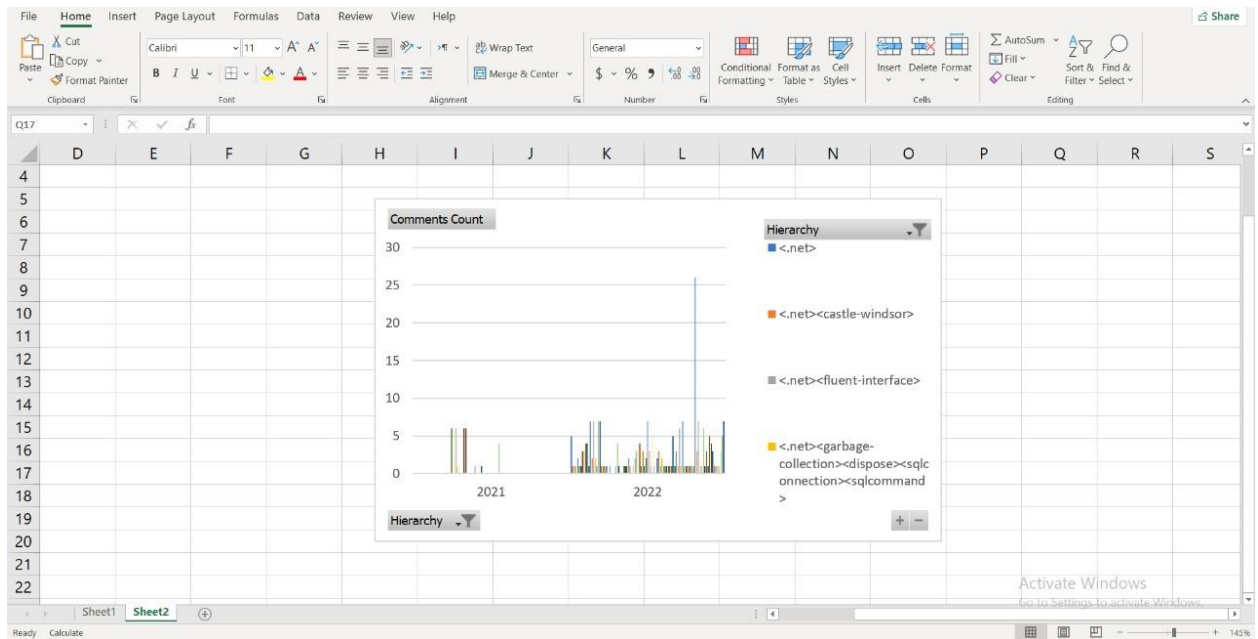 File Home Insert Page Layout Formulas Data Review View Help Share
Cut
Copy
Format Painter
Paste
Clipboard
Calibri 11 A A
B I U A
Font
Wrap Text
Merge & Center
Alignment
General
$ % 9
Number
Conditional Formatting
Format as Table
Cell Styles
Styles
Insert Delete Format
Cells
AutoSum
Fill
Clear
Sort & Filter
Find & Select
Editing
Q17 fx
D E F G H I J K L M N O P Q R S
4
5
6
7
8
9
10
11
12
13
14
15
16
17
18
19
20
21
22
Comments Count
30
25
20
15
10
5
0
2021 2022
Hierarchy
Hierarchy
<.net>
<.net><castle-windsor>
<.net><fluent-interface>
<.net><garbage-
collection><dispose><sqlc
onnection><sqlcommand
>
+ −
Activate Windows
Go to Settings to activate Windows.
Sheet1 Sheet2
Ready Calculate 145%